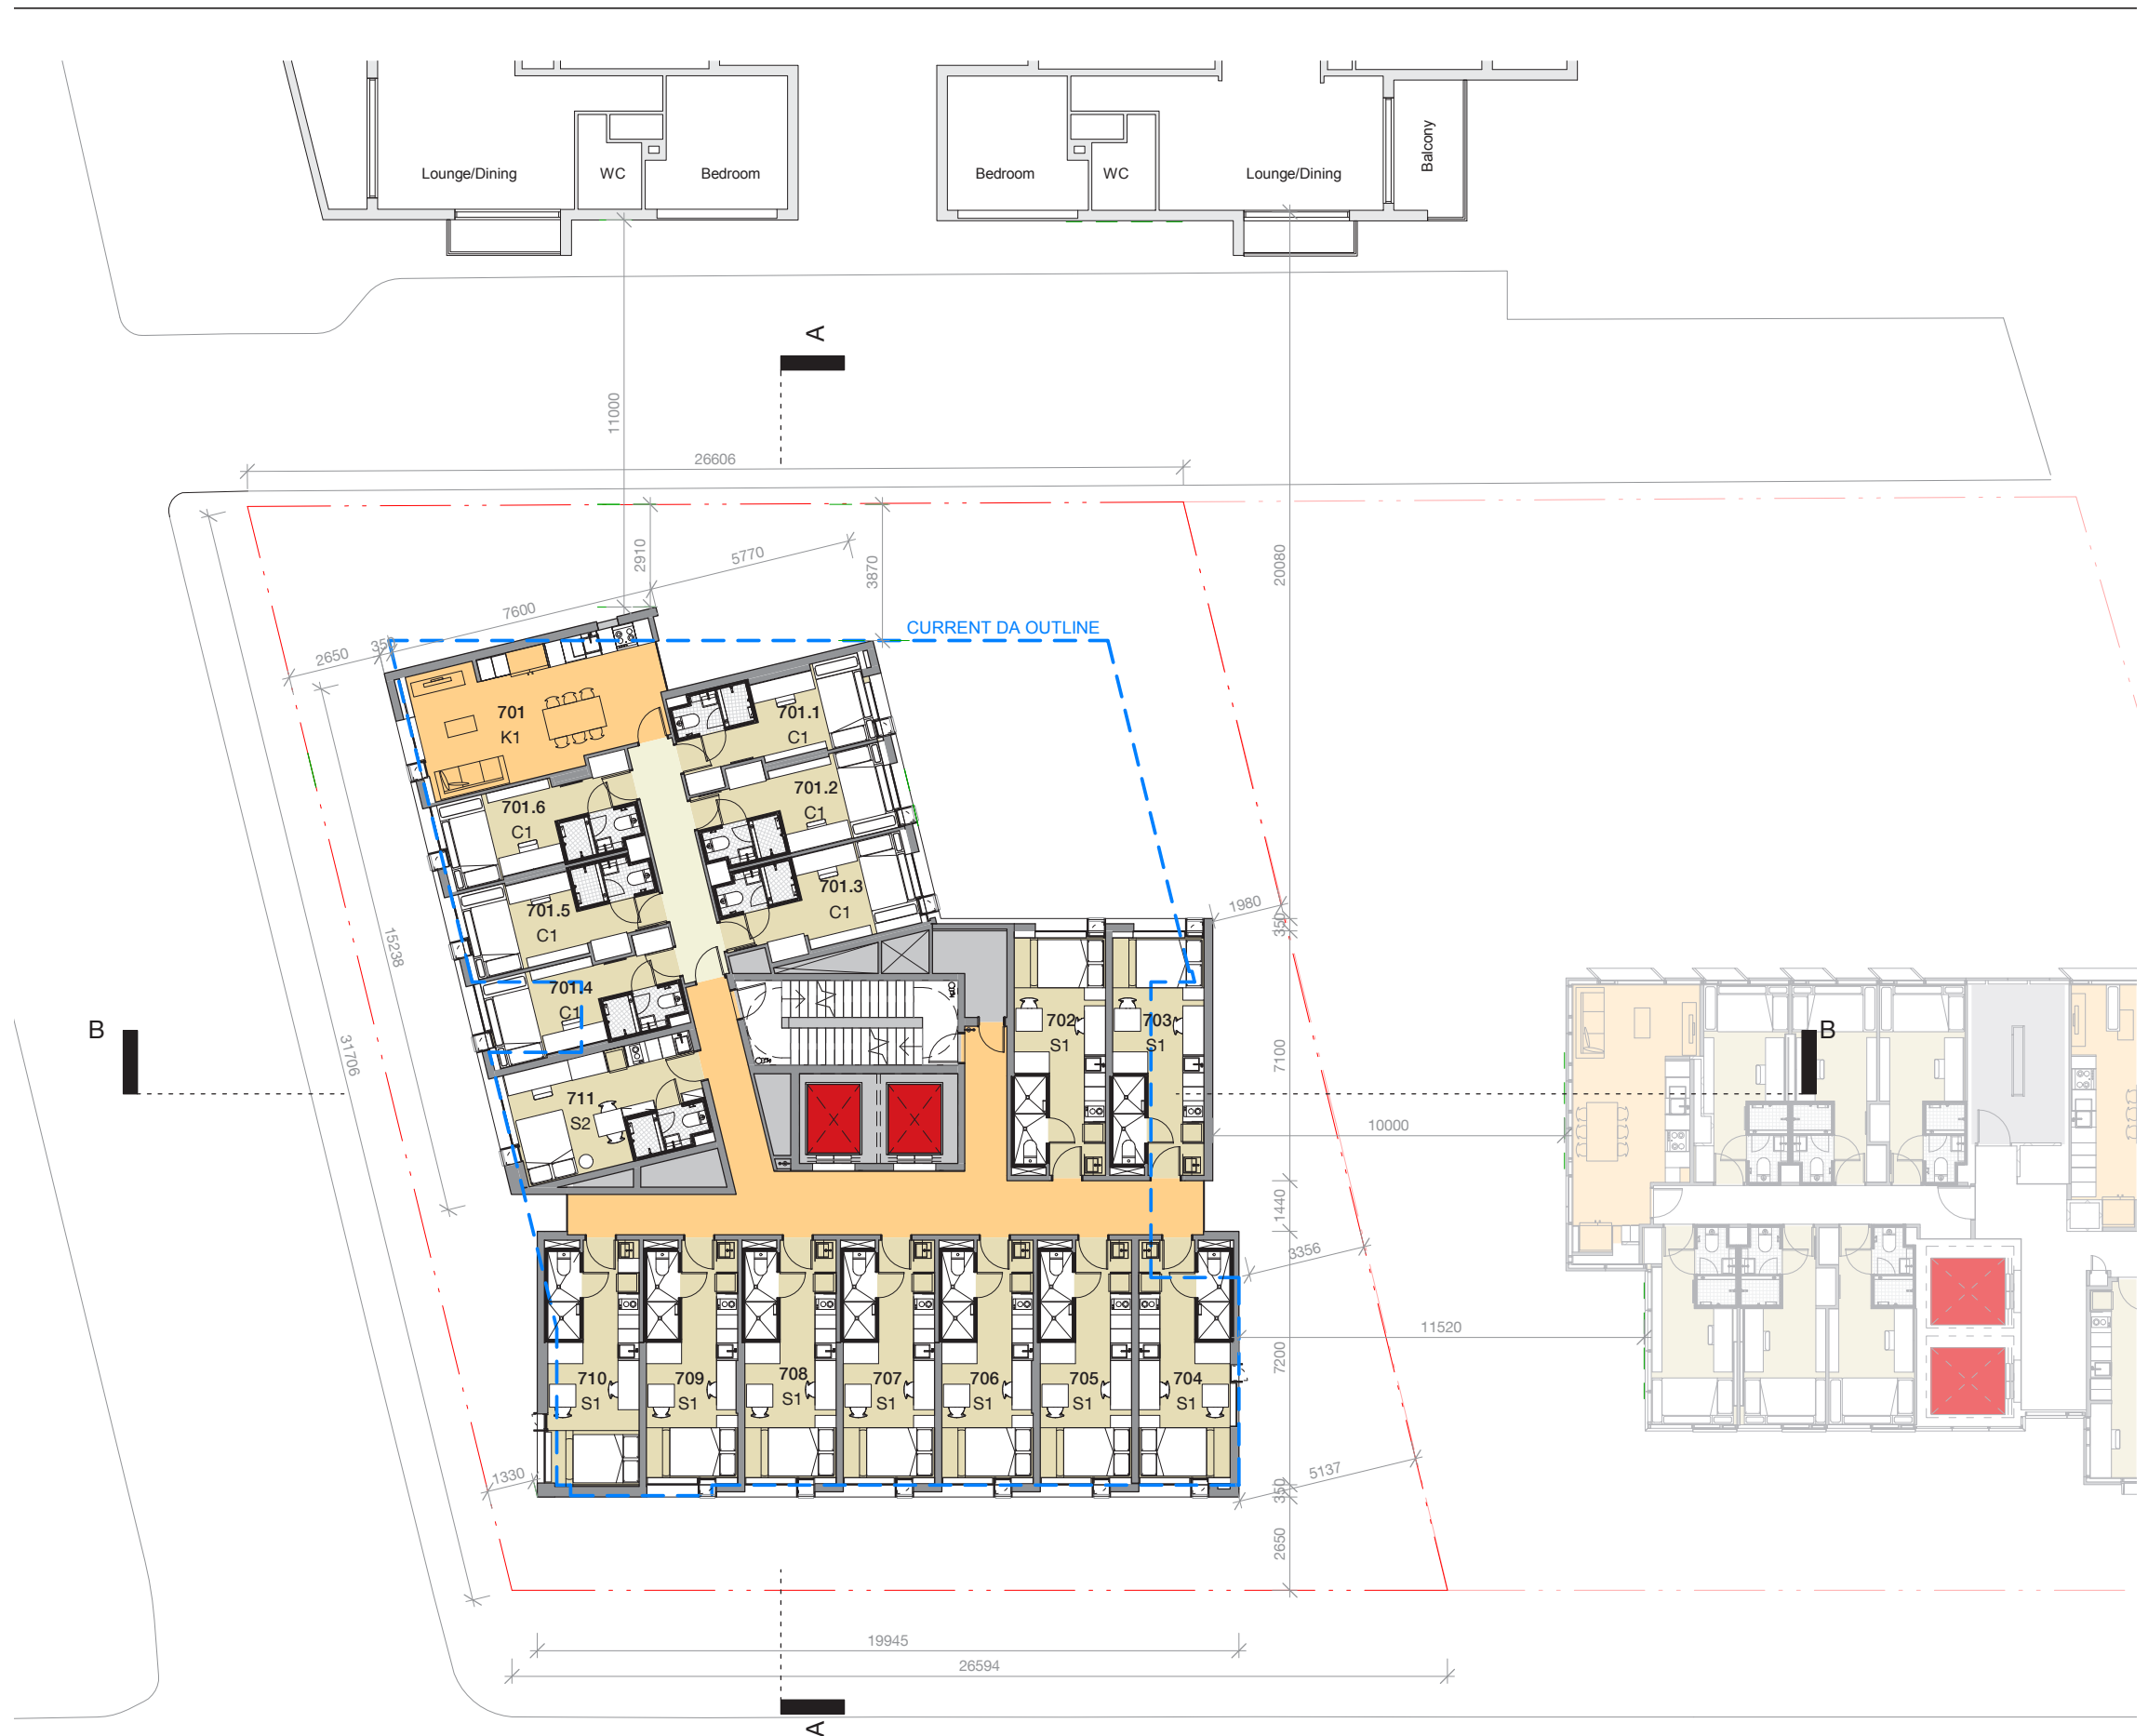 Lounge/Dining
WC
Bedroom
Bedroom
WC
Lounge/Dining
Balcony
A
11000
26606
20080
2910
5770
3870
7600
350
2650
CURRENT DA OUTLINE
701
K1
701.1
C1
701.2
C1
701.6
C1
701.3
C1
701.5
C1
701.4
C1
1980
350
15238
31706
B
702
S1
703
S1
B
7100
711
S2
10000
1440
3356
11520
7200
710
S1
709
S1
708
S1
707
S1
706
S1
705
S1
704
S1
1330
5137
350
2650
19945
26594
A